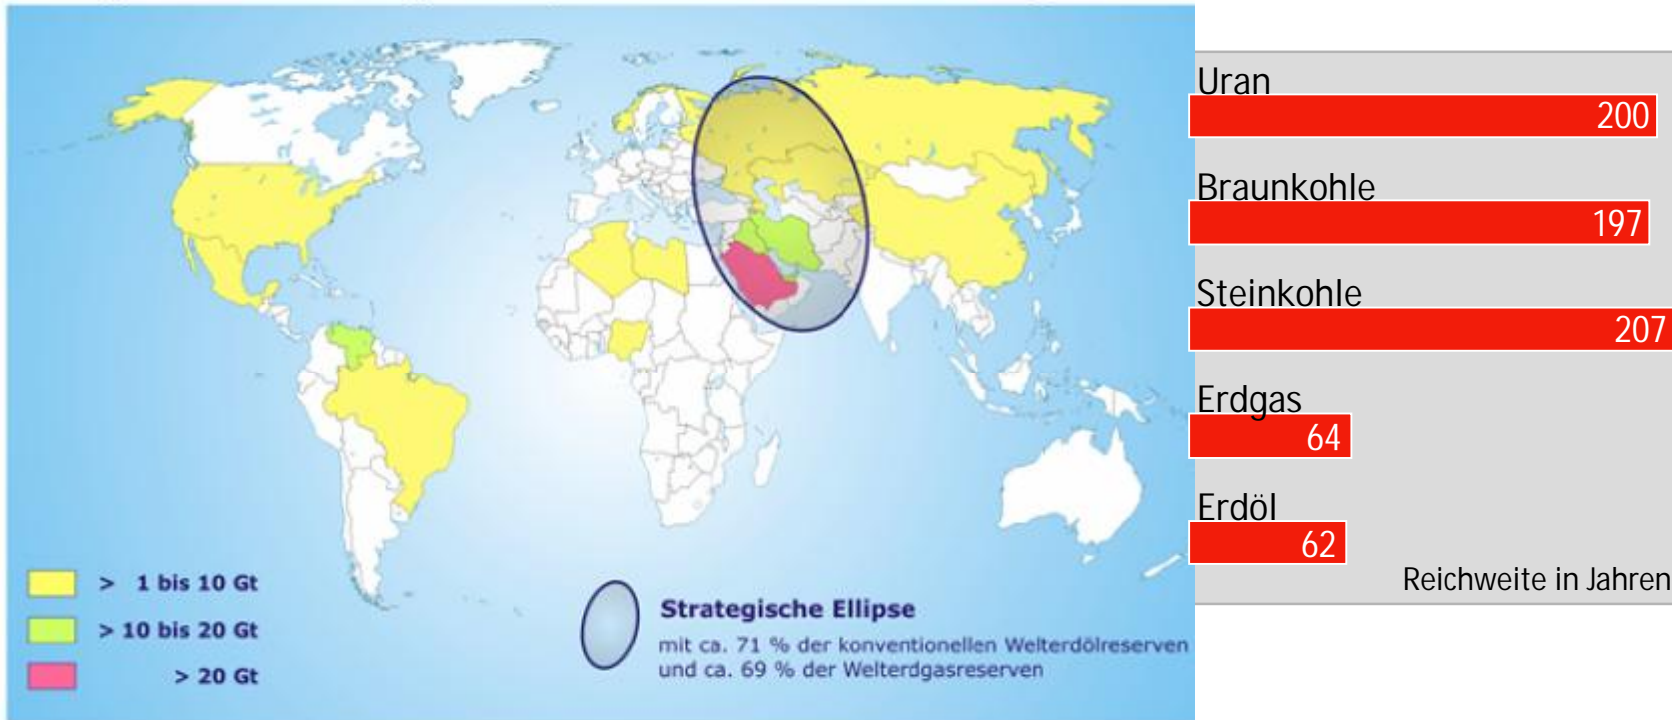 Uran
200
Braunkohle
197
Steinkohle
207
Erdgas
64
Erdöl
62
Reichweite in Jahren
> 1 bis 10 Gt
> 10 bis 20 Gt
> 20 Gt
Strategische Ellipse
mit ca. 71 % der konventionellen Welterdölreserven
und ca. 69 % der Welterdgasreserven